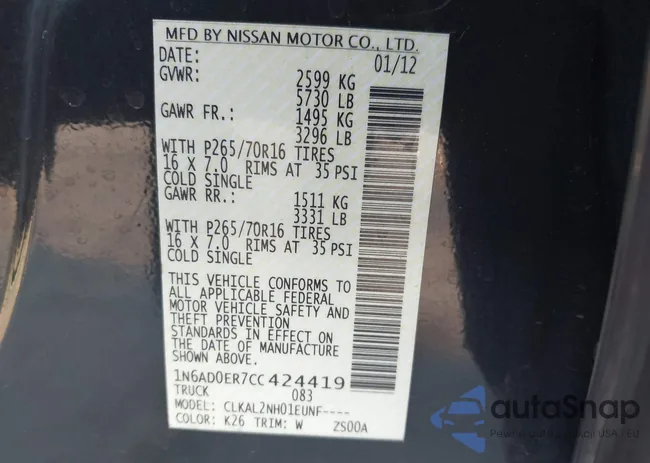 MFD BY NISSAN MOTOR CO., LTD.
DATE: 01/12
GVWR: 2599 KG
5730 LB
GAWR FR.: 1495 KG
3296 LB
WITH P265/70R16 TIRES
16 X 7.0 RIMS AT 35 PSI
COLD SINGLE
GAWR RR.: 1511 KG
3331 LB
WITH P265/70R16 TIRES
16 X 7.0 RIMS AT 35 PSI
COLD SINGLE
THIS VEHICLE CONFORMS TO
ALL APPLICABLE FEDERAL
MOTOR VEHICLE SAFETY AND
THEFT PREVENTION
STANDARDS IN EFFECT ON
THE DATE OF MANUFACTURE
SHOWN ABOVE.
1N6AD0ER7CC424419
TRUCK 083
MODEL: CLKAL2NH01EUNF----
COLOR: K26 TRIM: W ZS00A
autoSnap
USA TED